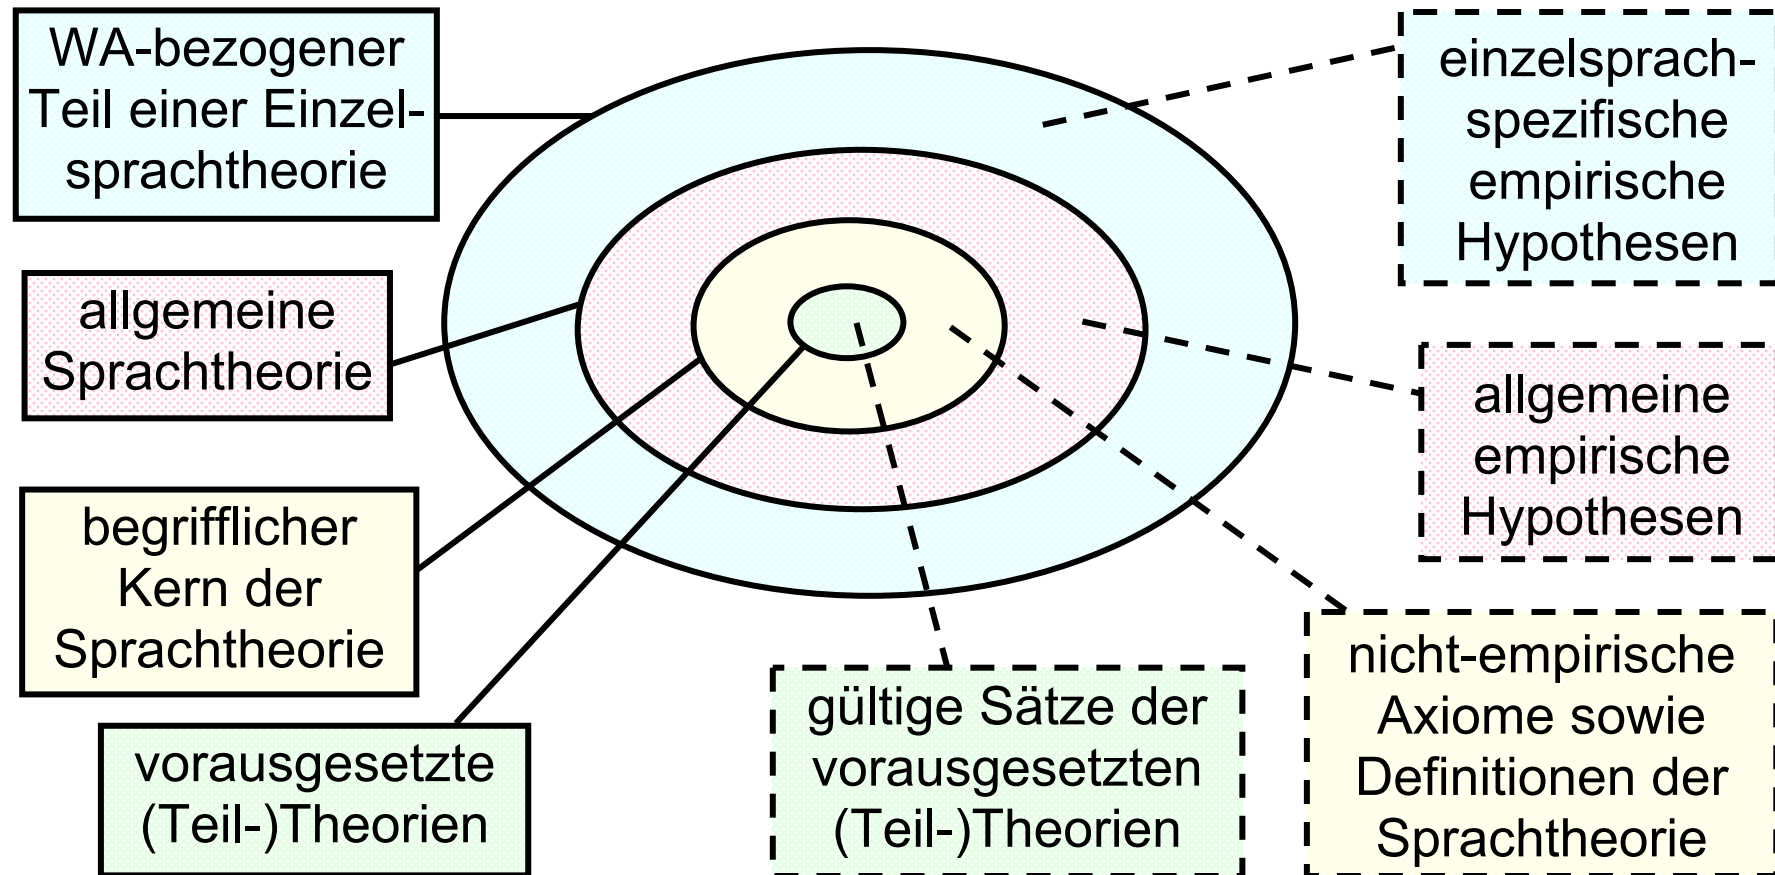 WA-bezogener
Teil einer Einzel-
sprachtheorie
allgemeine
Sprachtheorie
begrifflicher
Kern der
Sprachtheorie
vorausgesetzte
(Teil-)Theorien
gültige Sätze der
vorausgesetzten
(Teil-)Theorien
einzelsprach-
spezifische
empirische
Hypothesen
allgemeine
empirische
Hypothesen
nicht-empirische
Axiome sowie
Definitionen der
Sprachtheorie